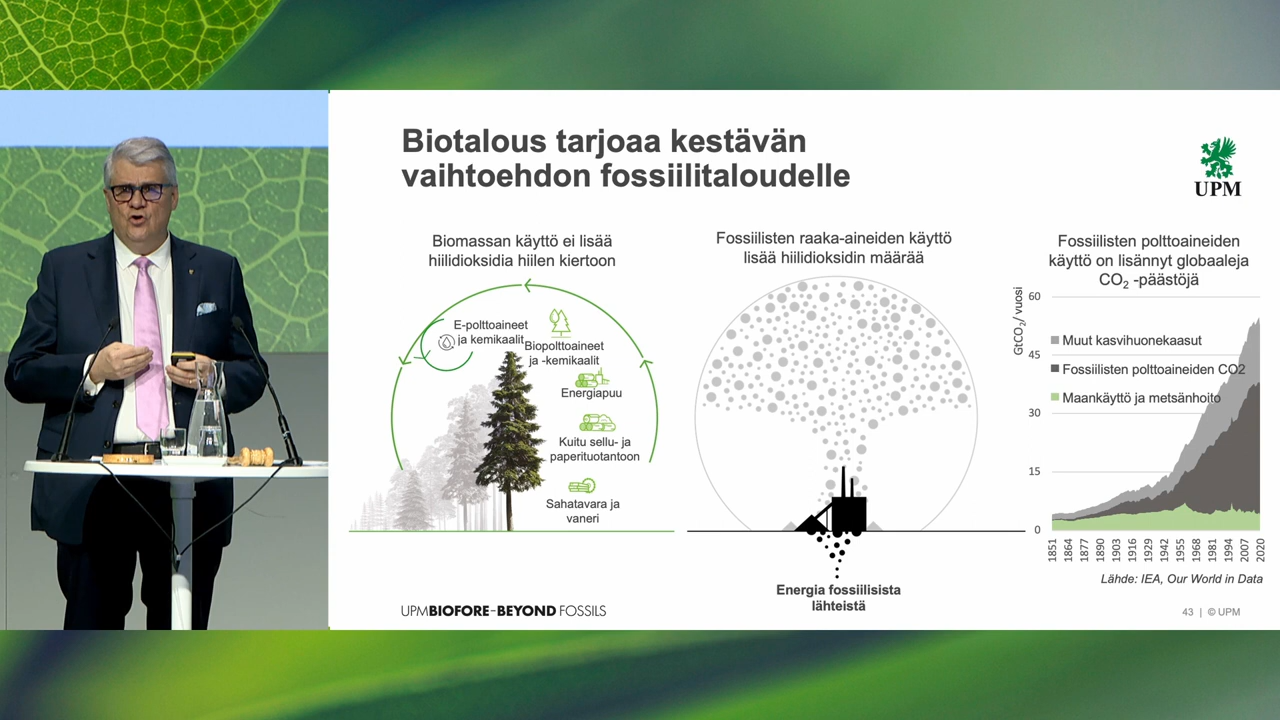 Biotalous tarjoaa kestävän
vaihtoehdon fossiilitaloudelle
UPM
Biomassan käyttö ei lisää
hiilidioksidia hiilen kiertoon
E-polttoaineet
ja kemikaalit
Biopolttoaineet
ja -kemikaalit
Energiapuu
Kuitu sellu- ja
paperituotantoon
Sahatavara ja
vaneri
Fossiilisten raaka-aineiden käyttö
lisää hiilidioksidin määrää
Energia fossiilisista
lähteistä
Fossiilisten polttoaineiden
käyttö on lisännyt globaaleja
CO₂ -päästöjä
GtCO₂/ vuosi
60
45
30
15
0
Muut kasvihuonekaasut
Fossiilisten polttoaineiden CO2
Maankäyttö ja metsänhoito
1851
1864
1877
1890
1903
1916
1929
1942
1955
1968
1981
1994
2007
2020
Lähde: IEA, Our World in Data
UPMBIOFORE–BEYOND FOSSILS
43 | © UPM